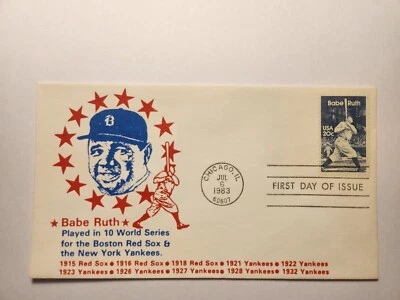 Babe Ruth
USA
20c
B
CHICAGO, IL
JUL
6
1983
60607
FIRST DAY OF ISSUE
★ Babe Ruth ★
Played in 10 World Series
for the Boston Red Sox &
the New York Yankees.
1915 Red Sox ● 1916 Red Sox ● 1918 Red Sox ● 1921 Yankees ● 1922 Yankees
1923 Yankees ● 1926 Yankees ● 1927 Yankees ● 1928 Yankees ● 1932 Yankees